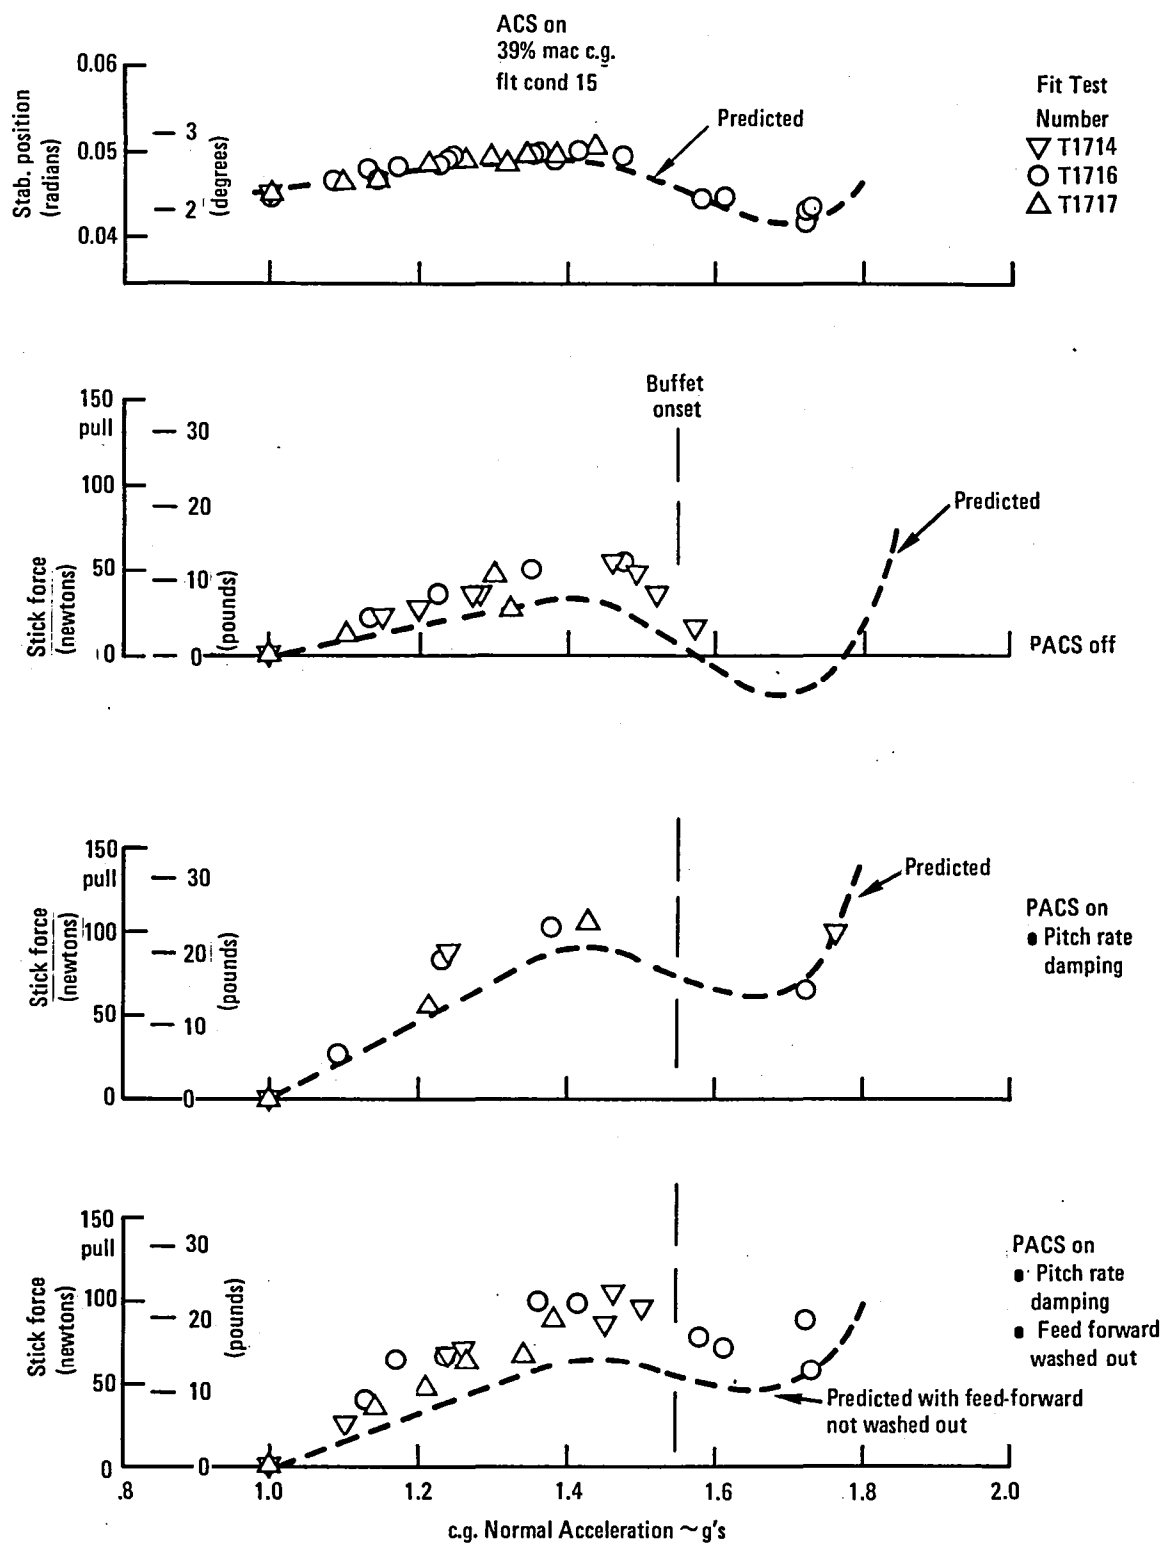 ACS on
39% mac c.g.
flt cond 15
Stab. position
(radians)
0.06
0.05
0.04
3
2
(degrees)
Predicted
Fit Test
Number
T1714
T1716
T1717
Buffet
onset
Stick force
(newtons)
150
pull
100
50
0
30
20
10
0
(pounds)
Predicted
PACS off
Stick force
(newtons)
150
pull
100
50
0
30
20
10
0
(pounds)
Predicted
PACS on
• Pitch rate
damping
Stick force
(newtons)
150
pull
100
50
0
30
20
10
0
(pounds)
PACS on
• Pitch rate
damping
• Feed forward
washed out
Predicted with feed-forward
not washed out
.8
1.0
1.2
1.4
1.6
1.8
2.0
c.g. Normal Acceleration ~ g's